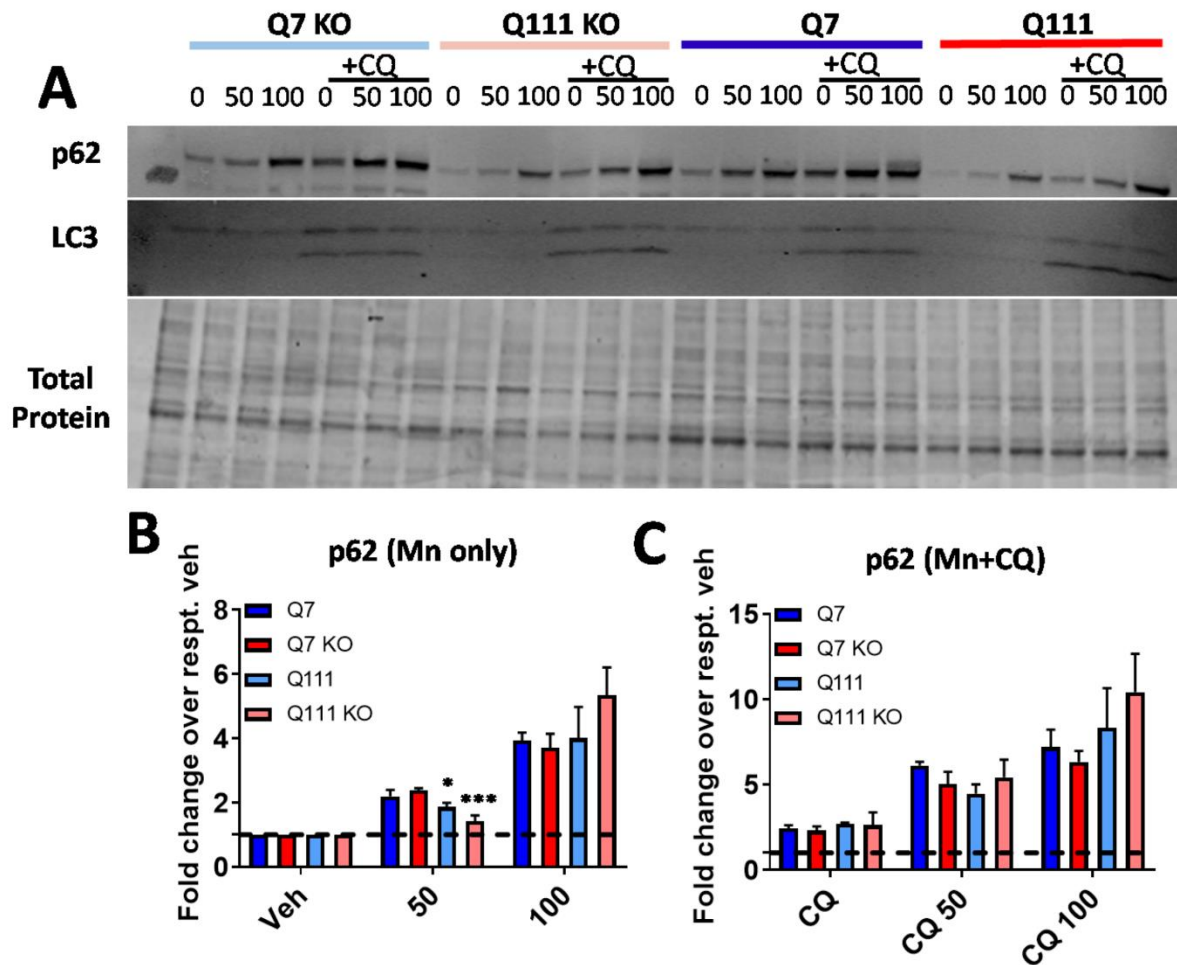 Q7 KO Q111 KO Q7 Q111
+CQ +CQ +CQ +CQ
A
0 50 100 0 50 100 0 50 100 0 50 100 0 50 100 0 50 100 0 50 100 0 50 100
p62
LC3
Total
Protein
B
p62 (Mn only)
Fold change over respt. veh
8
6
4
2
0
Q7
Q7 KO
Q111
Q111 KO
*
***
Veh
50
100
C
p62 (Mn+CQ)
Fold change over respt. veh
15
10
5
0
Q7
Q7 KO
Q111
Q111 KO
CQ
CQ 50
CQ 100